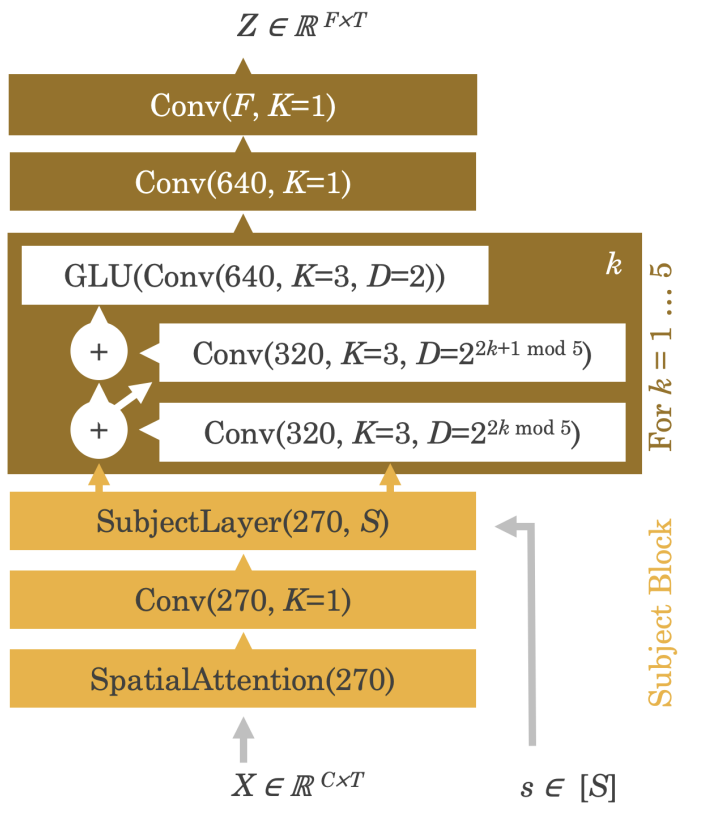 Z ∈ ℝ^{F×T}
Conv(F, K=1)
Conv(640, K=1)
k
GLU(Conv(640, K=3, D=2))
+
Conv(320, K=3, D=2^{2k+1 mod 5})
+
Conv(320, K=3, D=2^{2k mod 5})
For k = 1 … 5
SubjectLayer(270, S)
Conv(270, K=1)
SpatialAttention(270)
Subject Block
X ∈ ℝ^{C×T}
s ∈ [S]